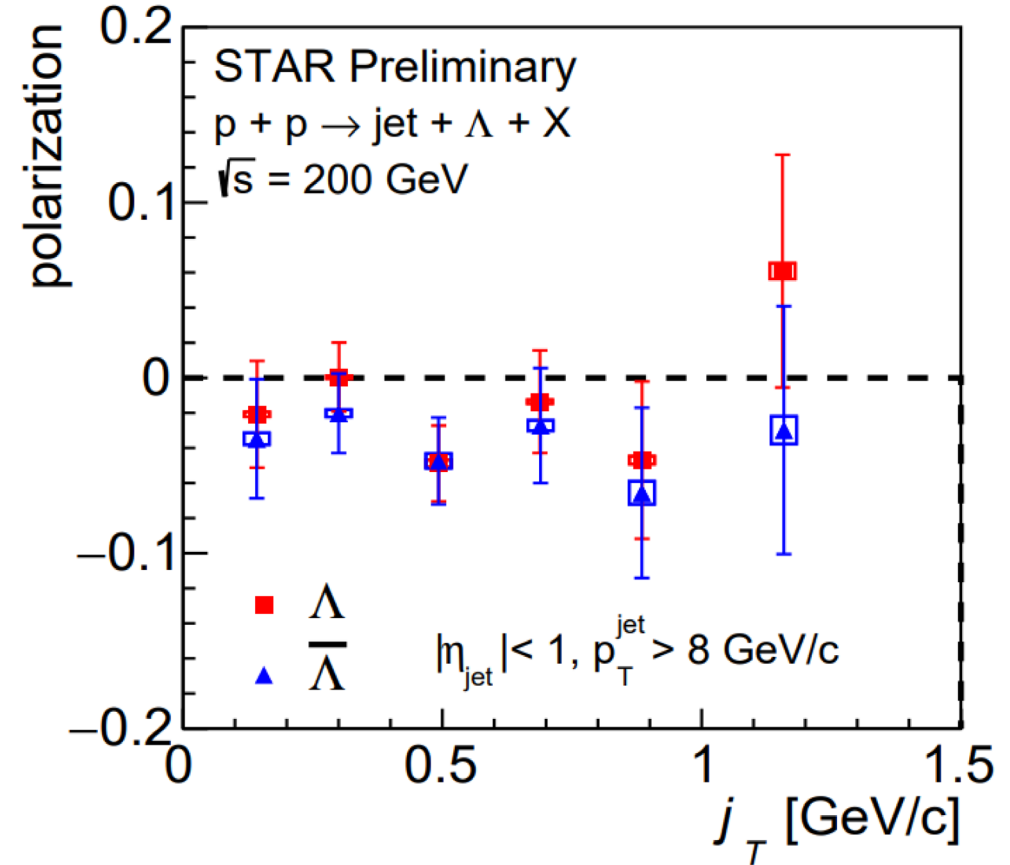 0.2
0.1
0
−0.1
−0.2
polarization
STAR Preliminary
p + p → jet + Λ + X
√s = 200 GeV
Λ
Λ̅
|η_jet| < 1, p_T^jet > 8 GeV/c
0 0.5 1 1.5
j_T [GeV/c]